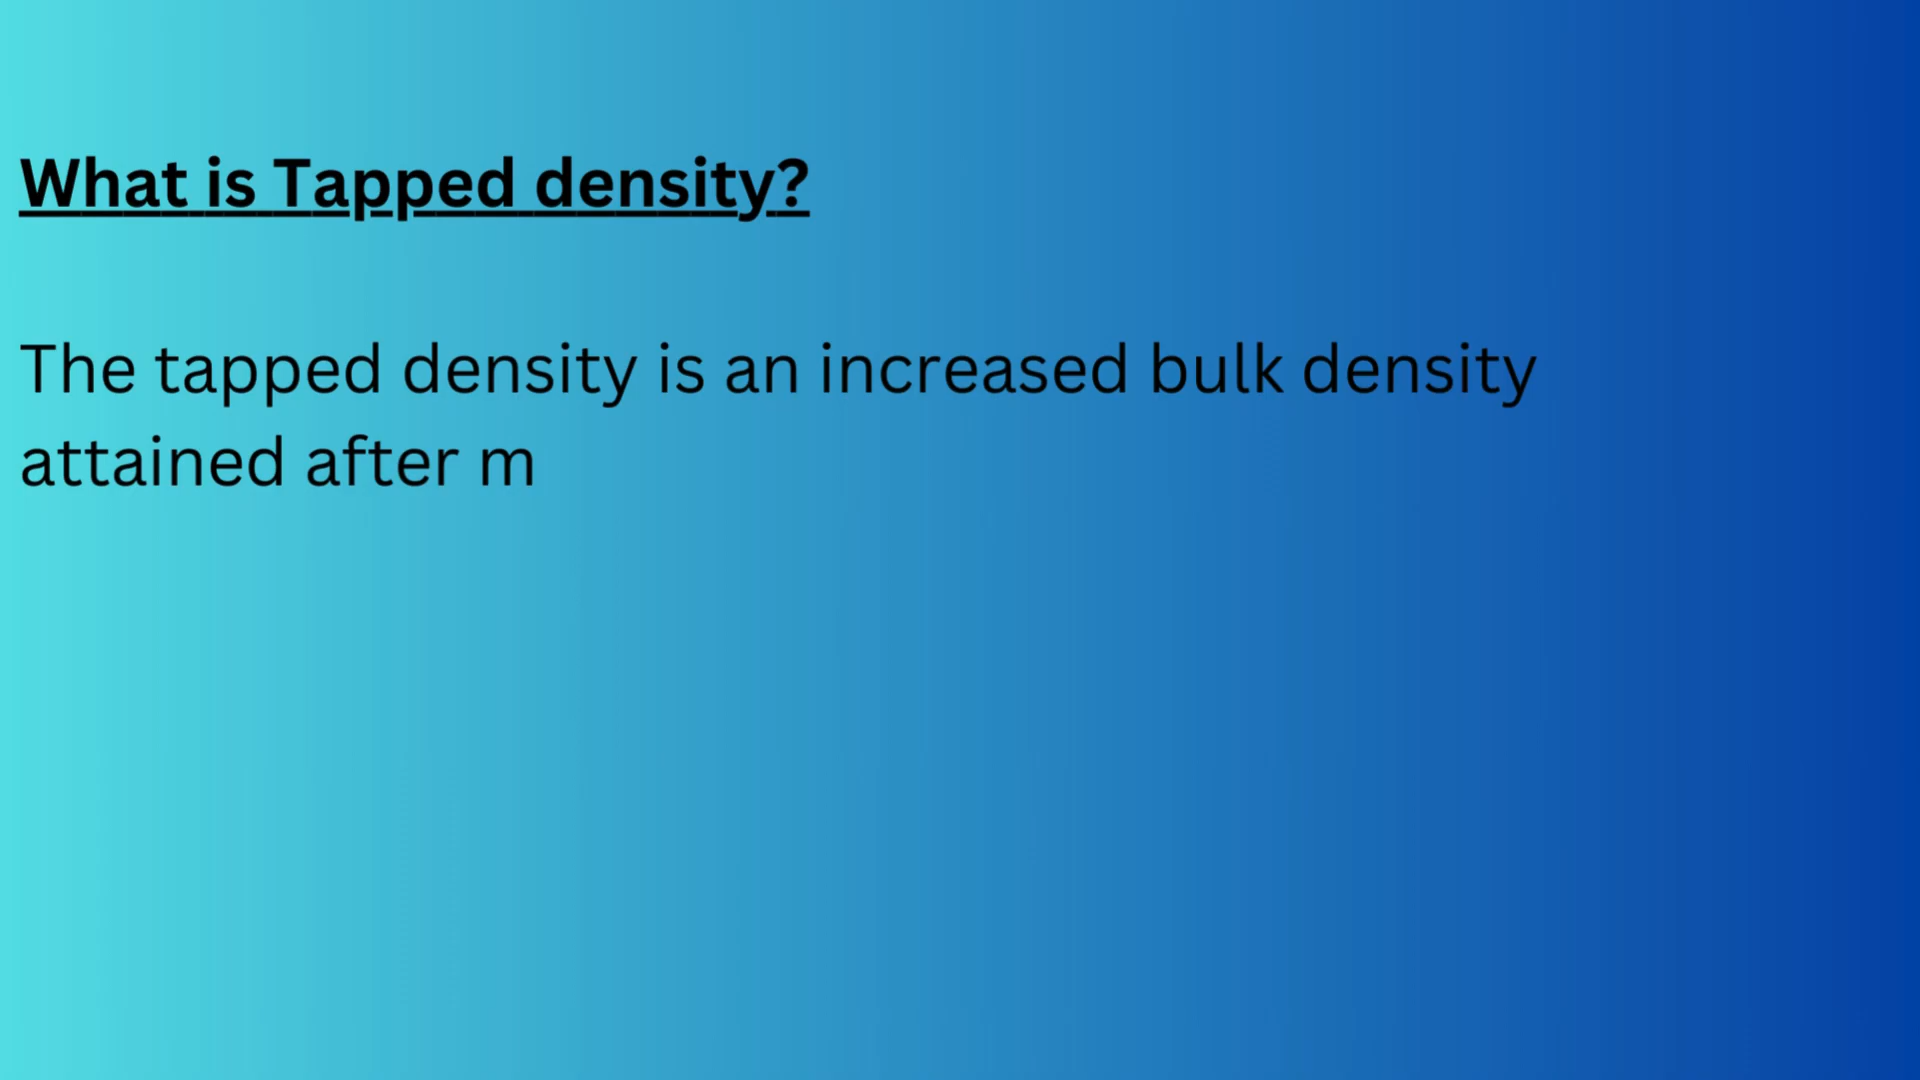 What is Tapped density?
The tapped density is an increased bulk density
attained after m